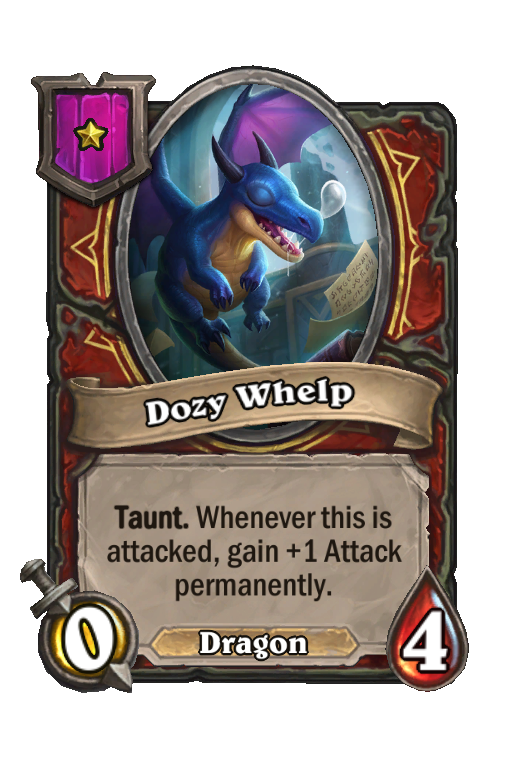 Dozy Whelp
Taunt. Whenever this is
attacked, gain +1 Attack
permanently.
0
Dragon
4